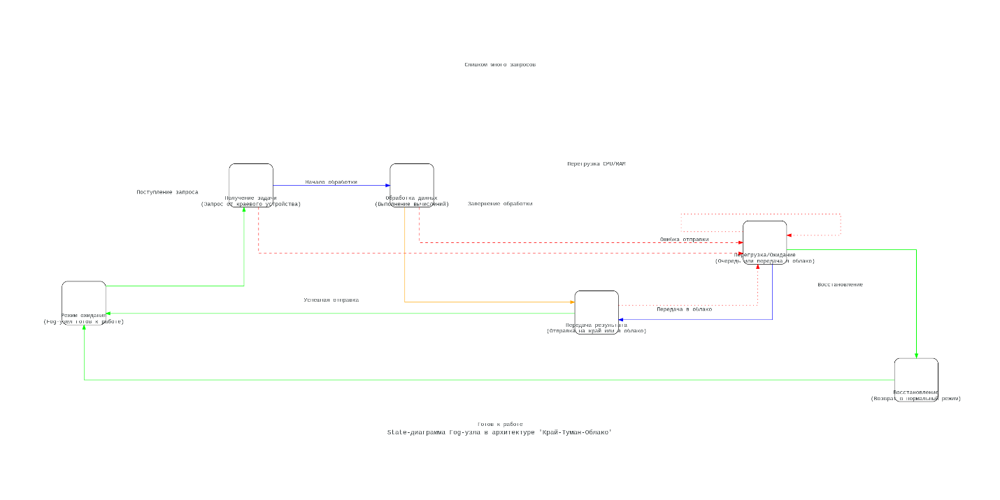 Слишком много запросов
Перегрузка CPU/RAM
Начало обработки
Поступление запроса
Получение задачи
(Запрос от краевого устройства)
Обработка данных
(Выполнение вычислений)
Завершение обработки
Ошибка отправки
Перегрузка/Ожидание
(Очередь или передача в облако)
Восстановление
Успешная отправка
Передача в облако
Режим ожидания
(Fog-узел готов к работе)
Передача результата
(Отправка на край или в облако)
Восстановление
(Возврат в нормальный режим)
Готов к работе
State-диаграмма Fog-узла в архитектуре 'Край-Туман-Облако'